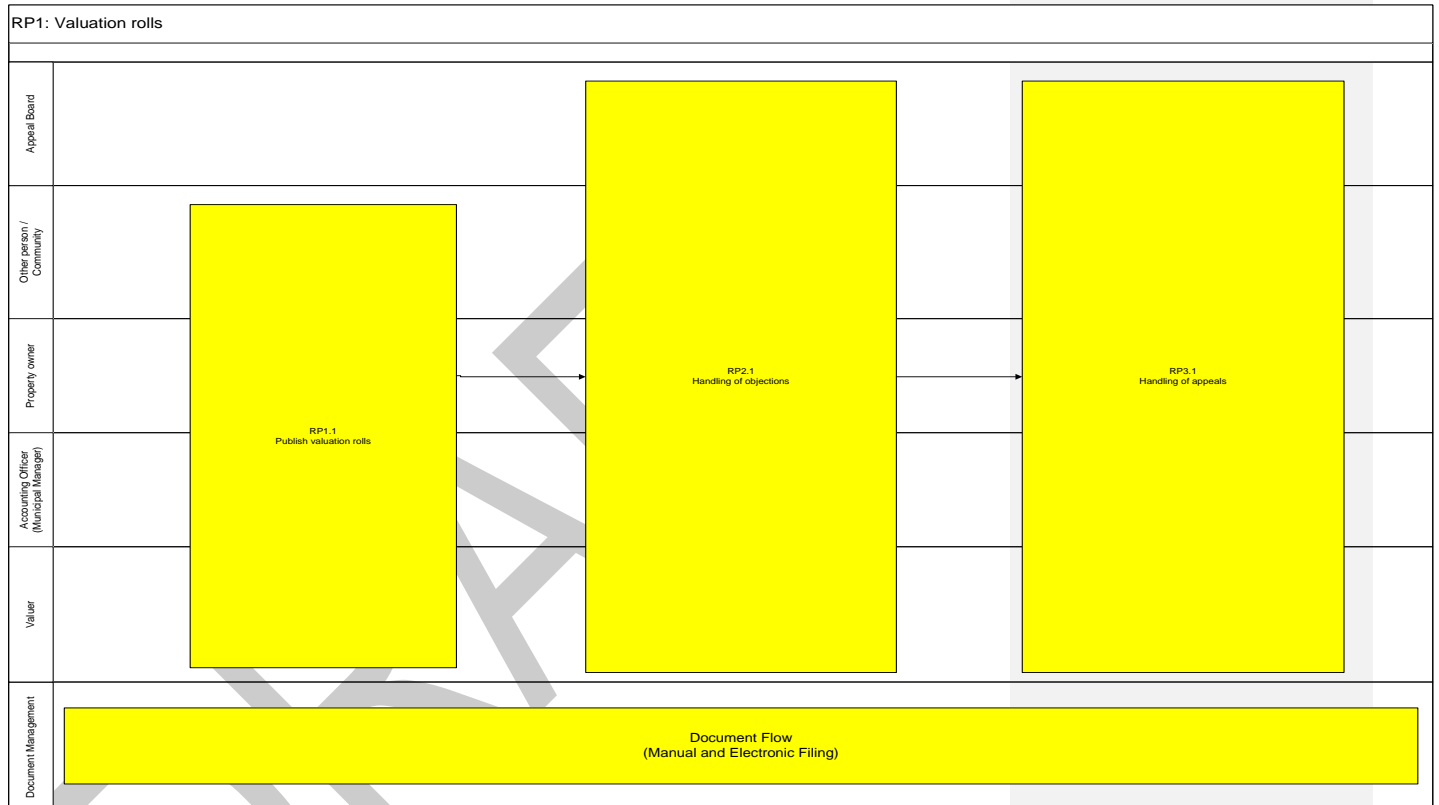 RP1: Valuation rolls
Appeal Board
Other person /
Community
Property owner
Accounting Officer
(Municipal Manager)
Valuer
Document Management
RP1.1
Publish valuation rolls
RP2.1
Handling of objections
RP3.1
Handling of appeals
Document Flow
(Manual and Electronic Filing)